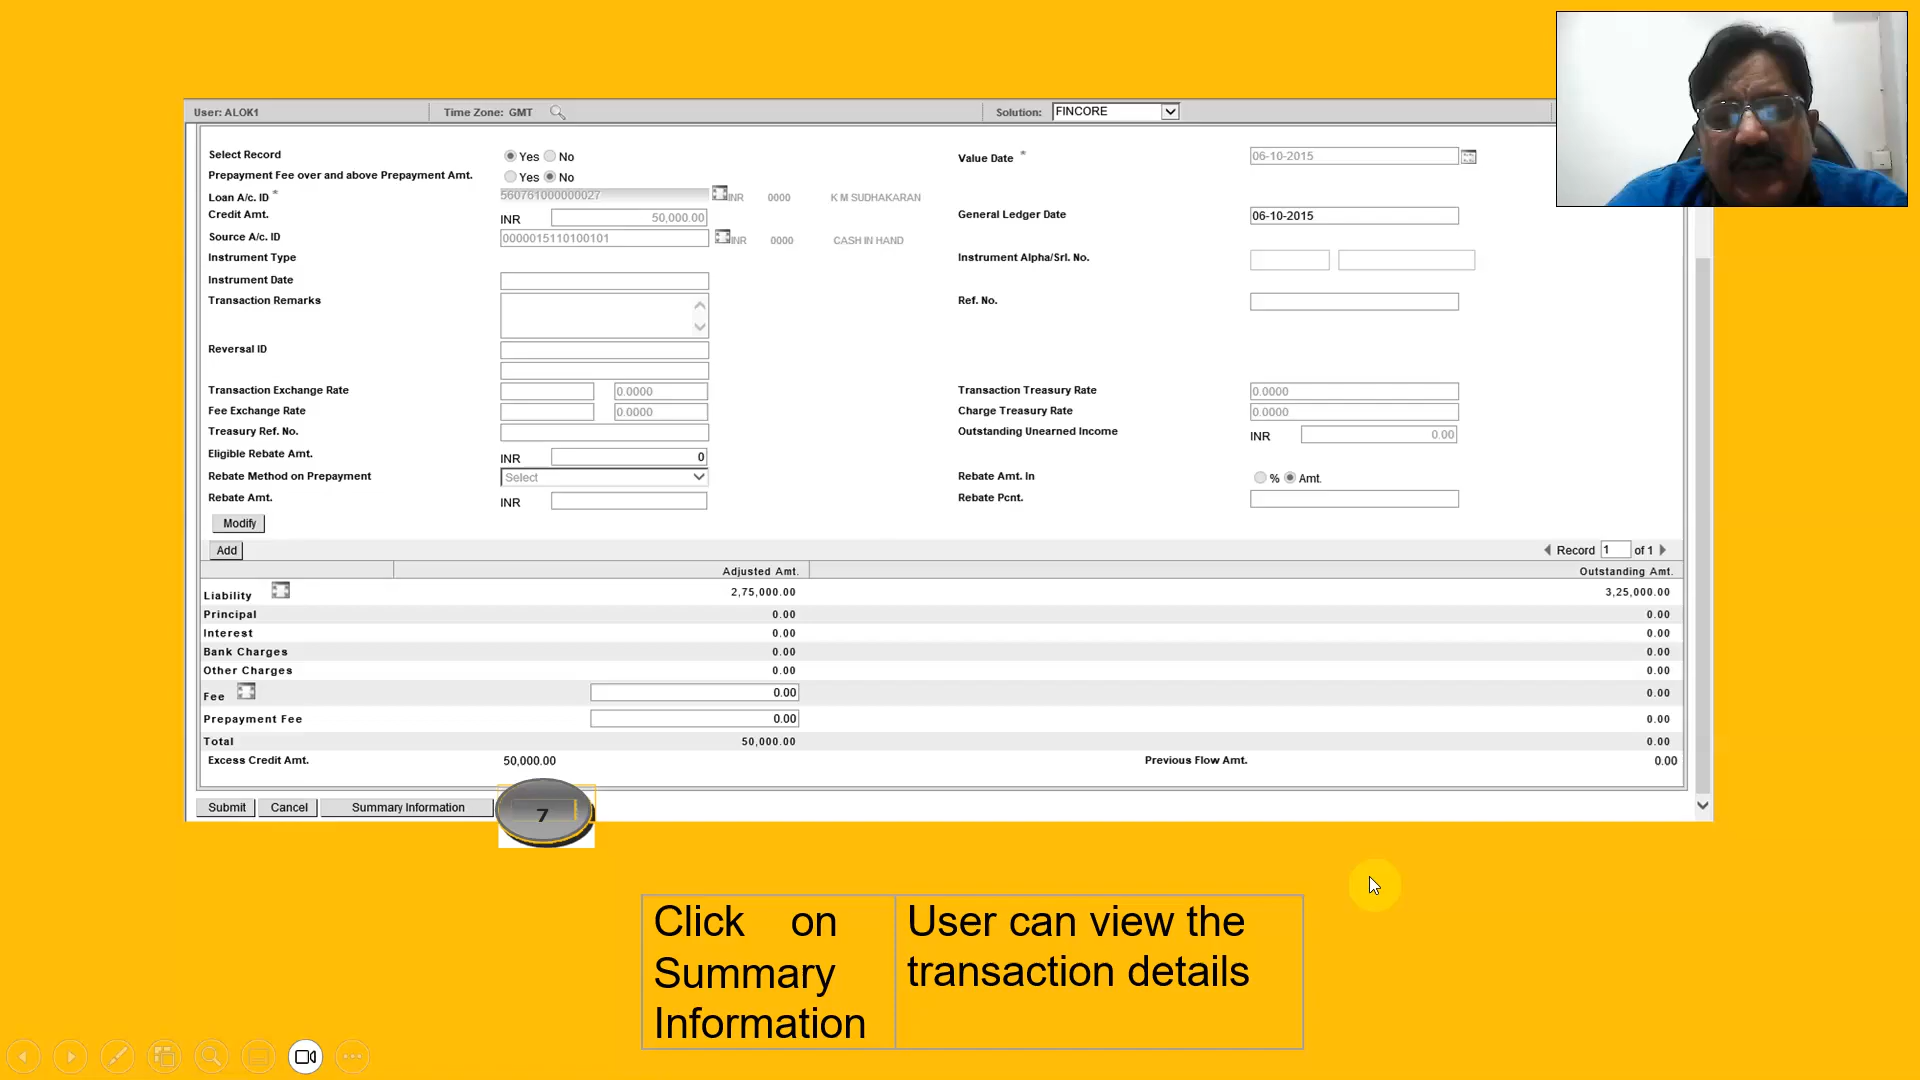 User: ALOK1 Time Zone: GMT Solution: FINCORE
Select Record Yes No Value Date * 06-10-2015
Prepayment Fee over and above Prepayment Amt. Yes No
Loan A/c. ID * 560761000000027 INR 0000 K M SUDHAKARAN
Credit Amt. INR 50,000.00 General Ledger Date 06-10-2015
Source A/c. ID 0000015110100101 INR 0000 CASH IN HAND
Instrument Type Instrument Alpha/Srl. No.
Instrument Date
Transaction Remarks Ref. No.
Reversal ID
Transaction Exchange Rate 0.0000 Transaction Treasury Rate 0.0000
Fee Exchange Rate 0.0000 Charge Treasury Rate 0.0000
Treasury Ref. No. Outstanding Unearned Income INR 0.00
Eligible Rebate Amt. INR 0
Rebate Method on Prepayment Select Rebate Amt. In % Amt.
Rebate Amt. INR Rebate Pcnt.
Modify
Add Record 1 of 1
Adjusted Amt. Outstanding Amt.
Liability 2,75,000.00 3,25,000.00
Principal 0.00 0.00
Interest 0.00 0.00
Bank Charges 0.00 0.00
Other Charges 0.00 0.00
Fee 0.00 0.00
Prepayment Fee 0.00 0.00
Total 50,000.00 0.00
Excess Credit Amt. 50,000.00 Previous Flow Amt. 0.00
Submit Cancel Summary Information 7
Click on
Summary
Information
User can view the
transaction details